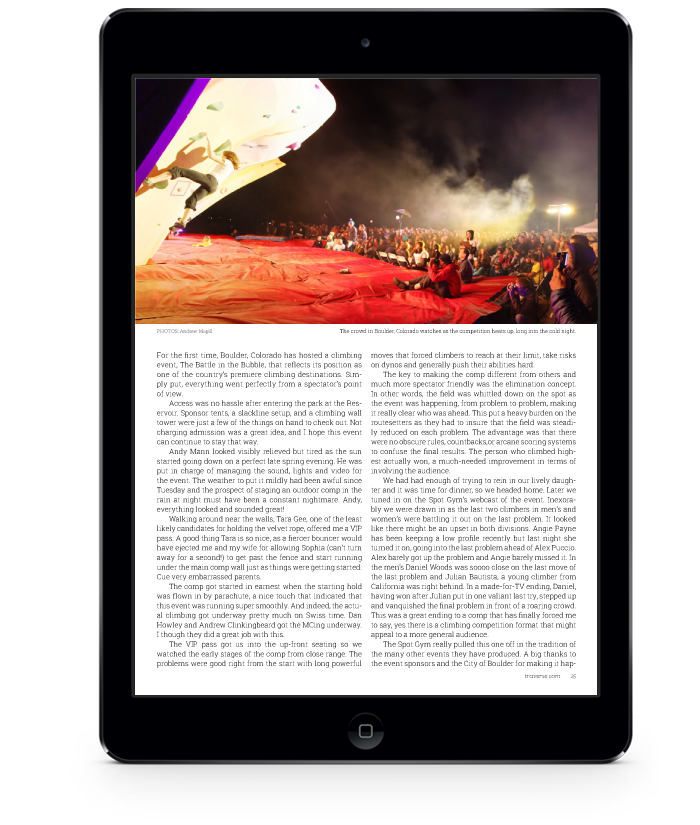 PHOTOS: Andrew Magill
The crowd in Boulder, Colorado watches as the competition heats up, long into the cold night.
For the first time, Boulder, Colorado has hosted a climbing
event, The Battle in the Bubble, that reflects its position as
one of the country's premiere climbing destinations. Sim-
ply put, everything went perfectly from a spectator's point
of view.
Access was no hassle after entering the park at the Res-
ervoir. Sponsor tents, a slackline setup, and a climbing wall
tower were just a few of the things on hand to check out. Not
charging admission was a great idea, and I hope this event
can continue to stay that way.
Andy Mann looked visibly relieved but tired as the sun
started going down on a perfect late spring evening. He was
put in charge of managing the sound, lights and video for
the event. The weather to put it mildly had been awful since
Tuesday and the prospect of staging an outdoor comp in the
rain at night must have been a constant nightmare. Andy,
everything looked and sounded great!
Walking around near the walls, Tara Gee, one of the least
likely candidates for holding the velvet rope, offered me a VIP
pass. A good thing Tara is so nice, as a fiercer bouncer would
have ejected me and my wife for allowing Sophia (can't turn
away for a second!) to get past the fence and start running
under the main comp wall just as things were getting started.
Cue very embarrassed parents.
The comp got started in earnest when the starting hold
was flown in by parachute, a nice touch that indicated that
this event was running super smoothly. And indeed, the actu-
al climbing got underway pretty much on Swiss time. Dan
Howley and Andrew Clinkingbeard got the MCing underway.
I though they did a great job with this.
The VIP pass got us into the up-front seating so we
watched the early stages of the comp from close range. The
problems were good right from the start with long powerful
moves that forced climbers to reach at their limit, take risks
on dynos and generally push their abilities hard.
The key to making the comp different from others and
much more spectator friendly was the elimination concept.
In other words, the field was whittled down on the spot as
the event was happening, from problem to problem, making
it really clear who was ahead. This put a heavy burden on the
routesetters as they had to insure that the field was steadi-
ly reduced on each problem. The advantage was that there
were no obscure rules, countbacks,or arcane scoring systems
to confuse the final results. The person who climbed high-
est actually won, a much-needed improvement in terms of
involving the audience.
We had had enough of trying to rein in our lively daugh-
ter and it was time for dinner, so we headed home. Later we
tuned in on the Spot Gym's webcast of the event. Inexora-
bly we were drawn in as the last two climbers in men's and
women's were battling it out on the last problem. It looked
like there might be an upset in both divisions. Angie Payne
has been keeping a low profile recently but last night she
turned it on, going into the last problem ahead of Alex Puccio.
Alex barely got up the problem and Angie barely missed it. In
the men's Daniel Woods was soooo close on the last move of
the last problem and Julian Bautista, a young climber from
California was right behind. In a made-for-TV ending, Daniel,
having won after Julian put in one valiant last try, stepped up
and vanquished the final problem in front of a roaring crowd.
This was a great ending to a comp that has finally forced me
to say, yes there is a climbing competition format that might
appeal to a more general audience
The Spot Gym really pulled this one off in the tradition of
the many other events they have produced. A big thanks to
the event sponsors and the City of Boulder for making it hap-
traverse.com 25